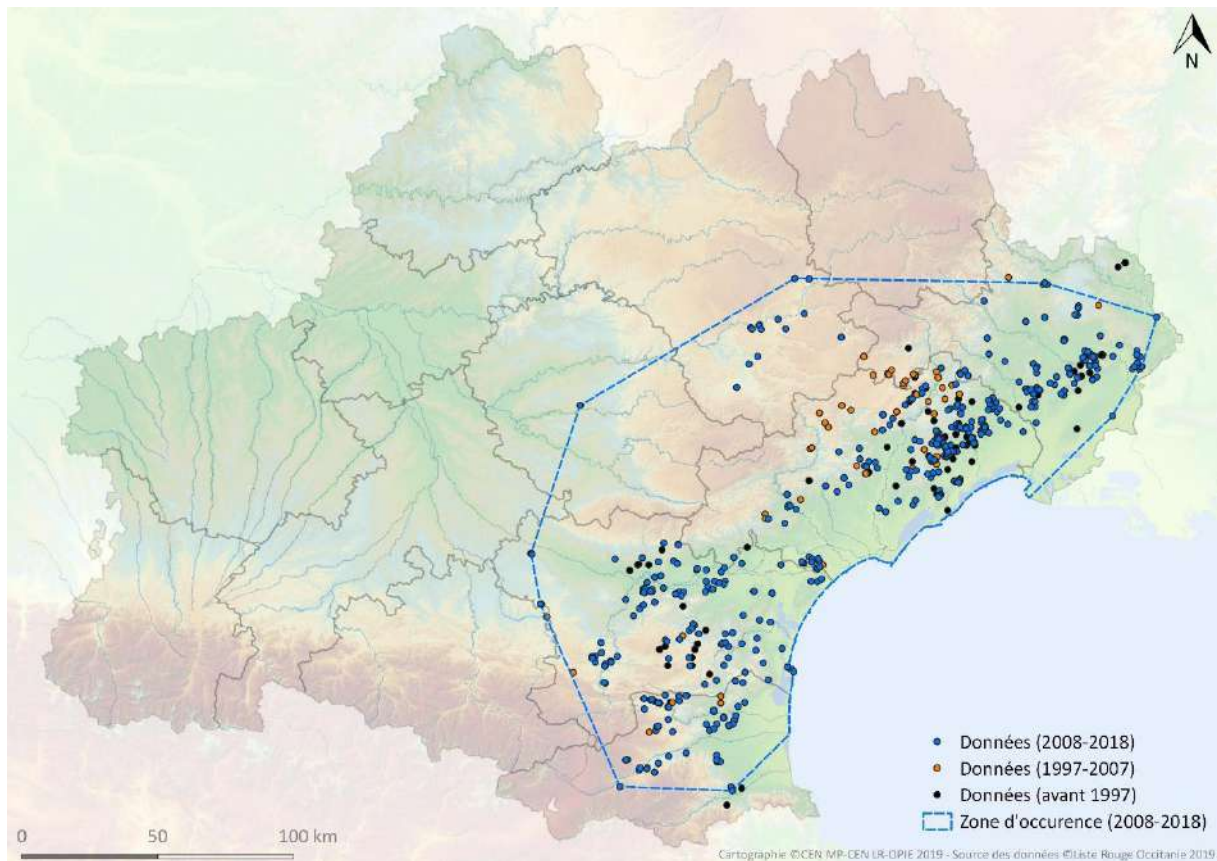 N
Données (2008-2018)
Données (1997-2007)
Données (avant 1997)
Zone d'occurence (2008-2018)
0 50 100 km
Cartographie ©CEN MP-CEN LR-OPIE 2019 - Source des données ©Liste Rouge Occitanie 2019